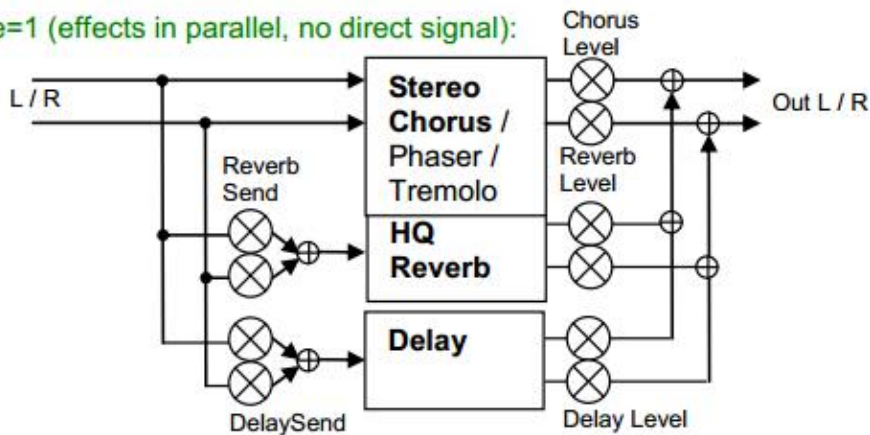 e=1 (effects in parallel, no direct signal):
Chorus
Level
L / R
Stereo
Chorus /
Phaser /
Tremolo
Out L / R
Reverb
Send
Reverb
Level
HQ
Reverb
Delay
DelaySend
Delay Level